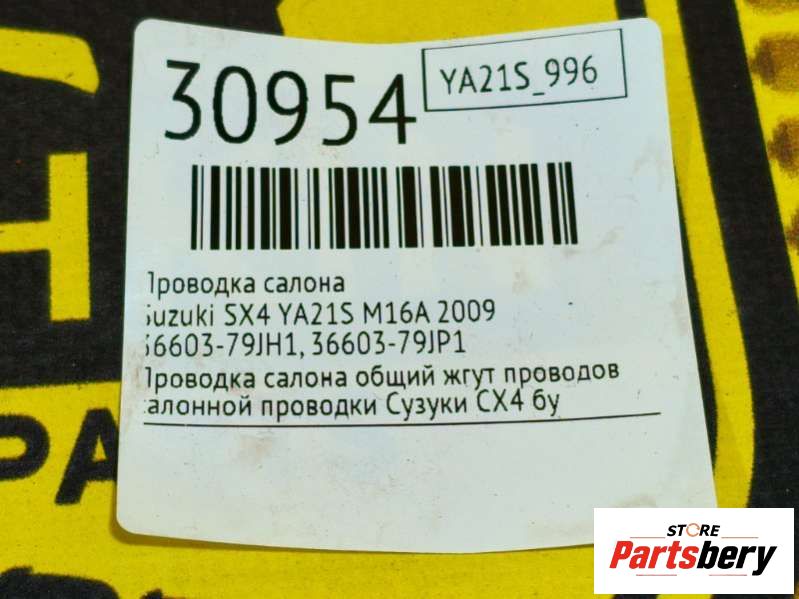 30954
YA21S_996
Проводка салона
Suzuki SX4 YA21S M16A 2009
36603-79JH1, 36603-79JP1
Проводка салона общий жгут проводов
салонной проводки Сузуки СХ4 бу
STORE
Partsbery